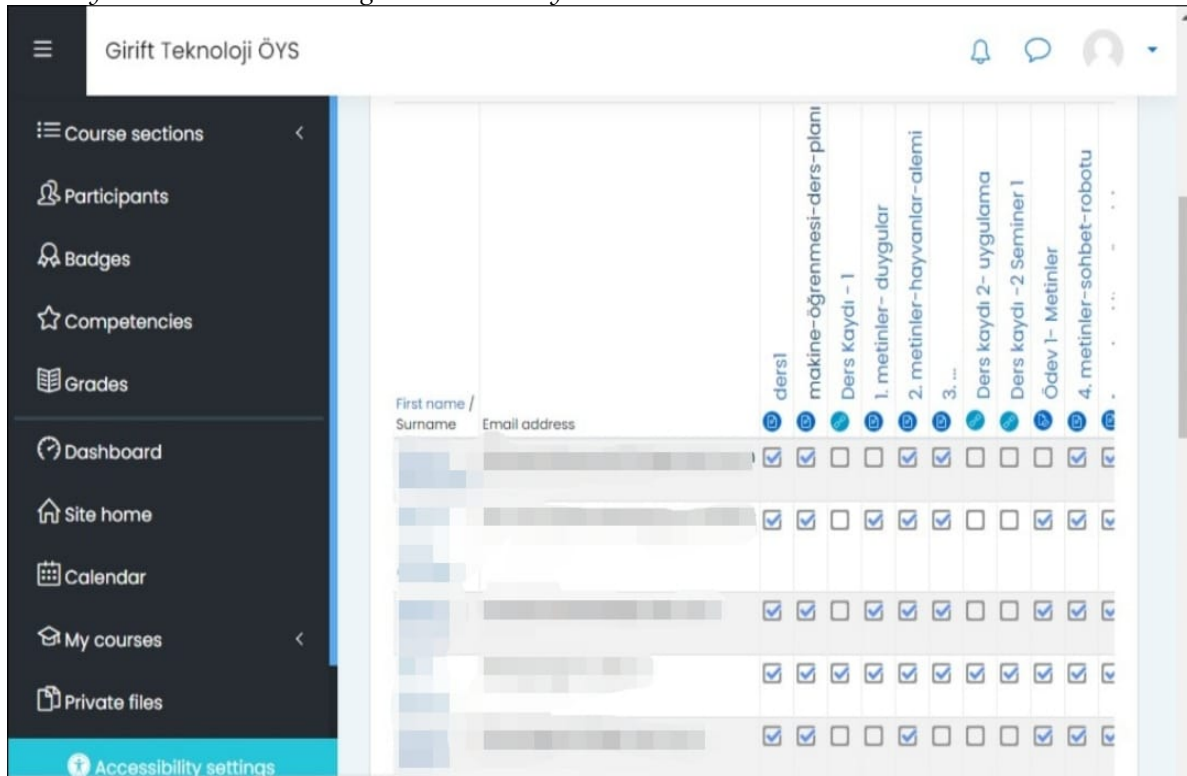 Girift Teknoloji ÖYS
Course sections
Participants
Badges
Competencies
Grades
Dashboard
Site home
Calendar
My courses
Private files
Accessibility settings
First name /
Surname
Email address
ders1
makine-öğrenmesi-ders-planı
Ders Kaydı - 1
1. metinler- duygular
2. metinler-hayvanlar-alemi
3. ...
Ders kaydı 2- uygulama
Ders kaydı -2 Seminer 1
Ödev 1- Metinler
4. metinler-sohbet-robotu